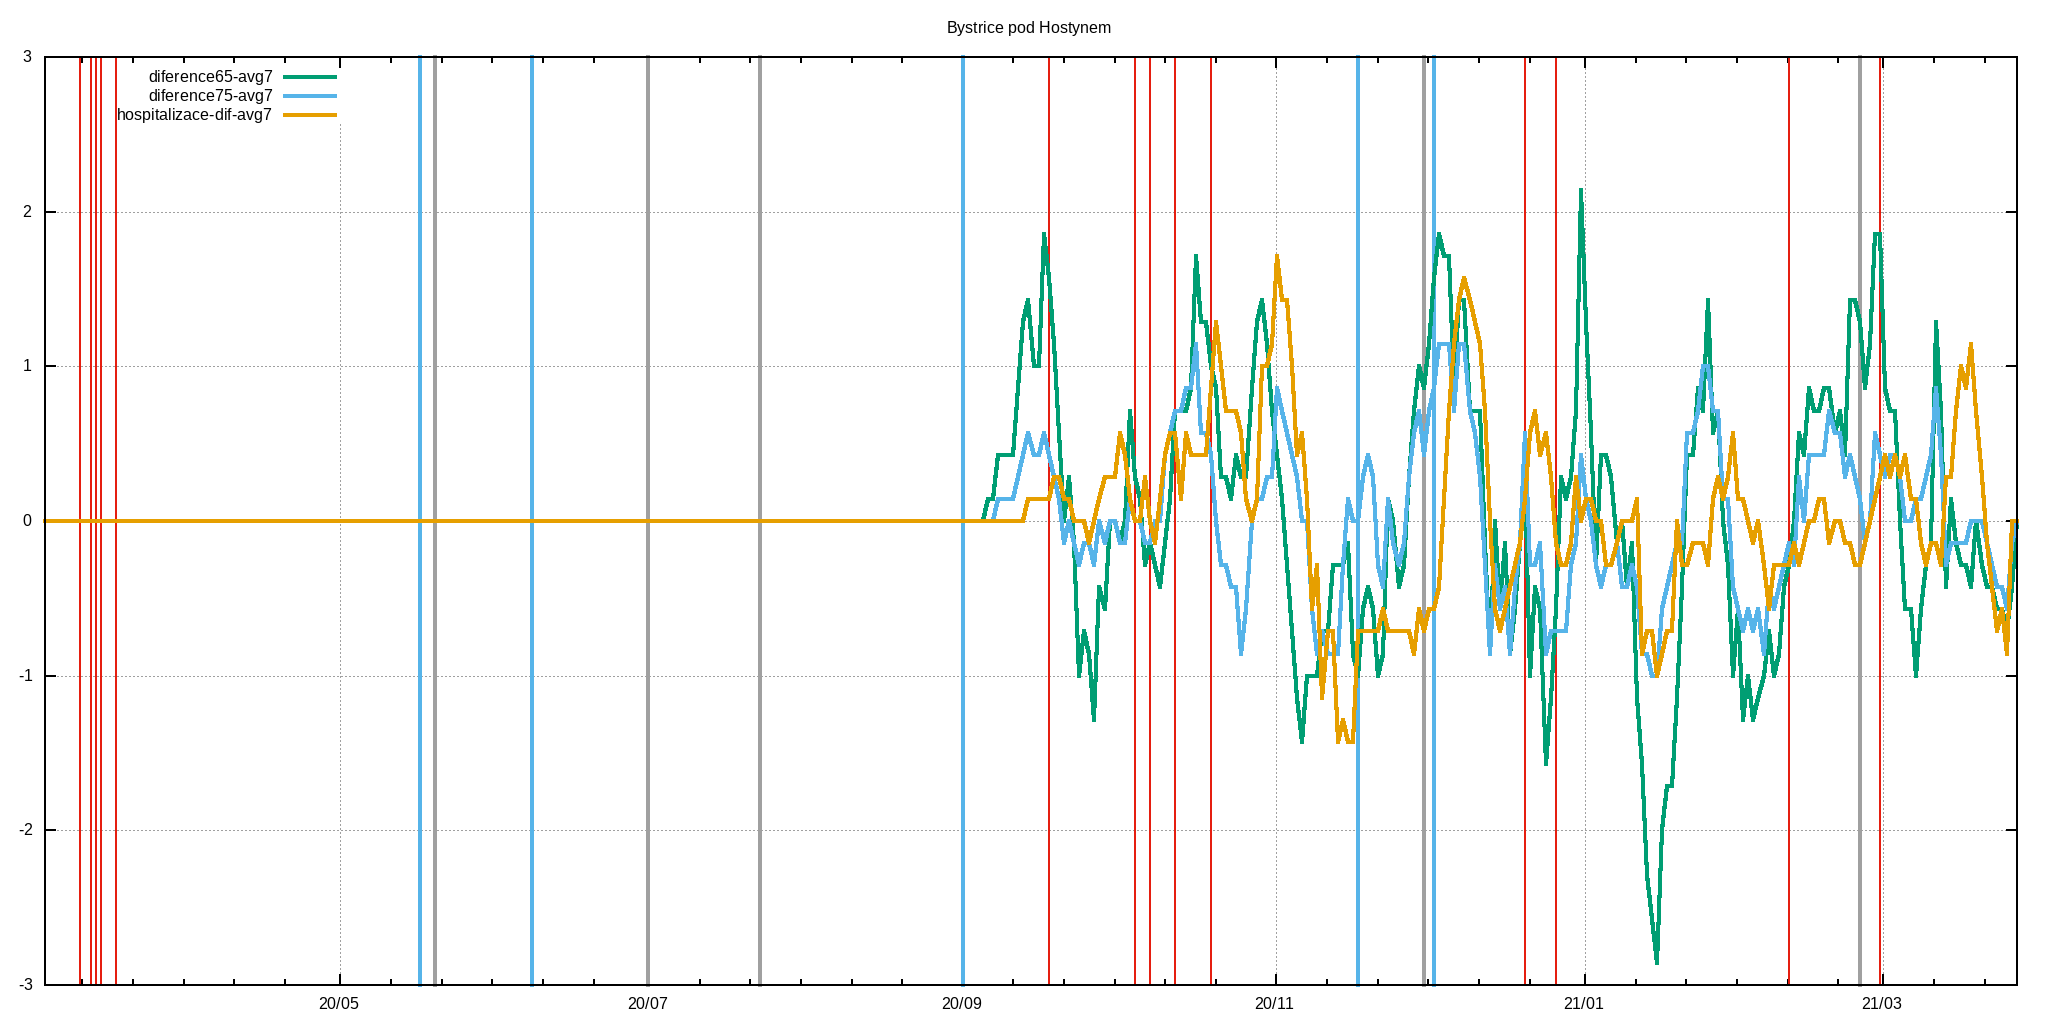 Bystrice pod Hostynem
diference65-avg7
diference75-avg7
hospitalizace-dif-avg7
3
2
1
0
-1
-2
-3
20/05 20/07 20/09 20/11 21/01 21/03